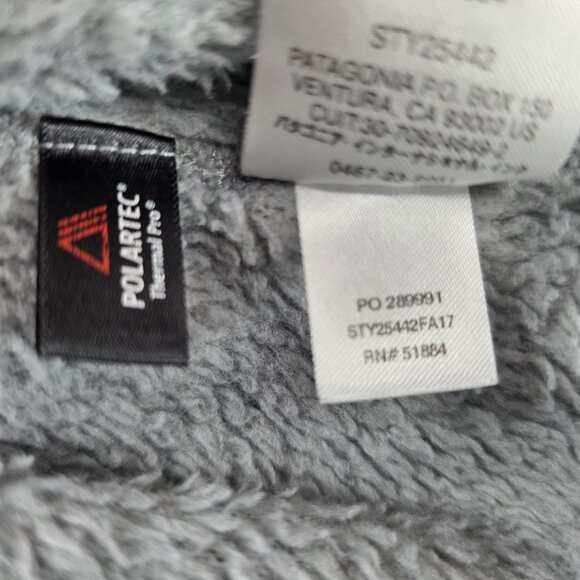 STY25442
PATAGONIA P.O. BOX 150
VENTURA, CA 93002 US
POLARTEC®
Thermal Pro®
PO 289991
STY25442FA17
RN# 51884